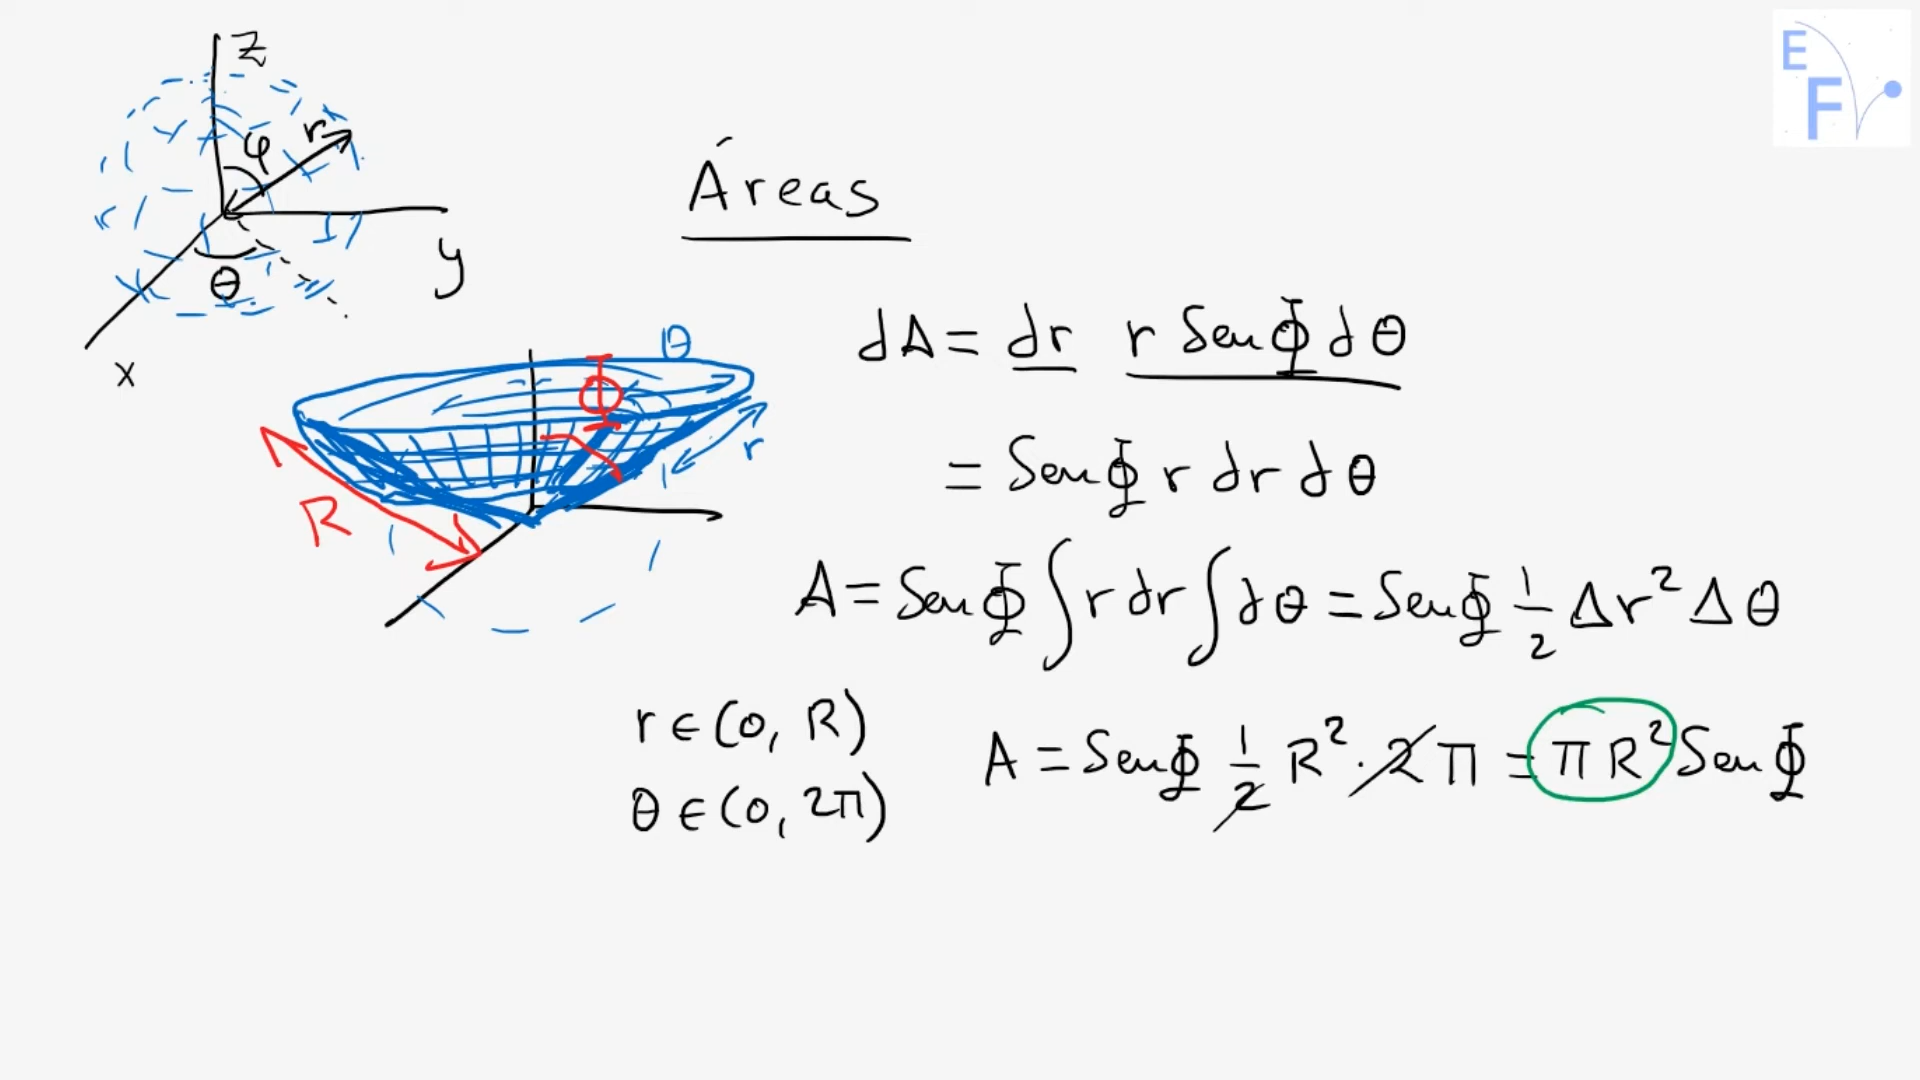 E
F
z
φ
r
y
θ
x
Áreas
θ
Φ
r
R
dA = dr r Sen Φ dθ
= Sen Φ r dr dθ
A = Sen Φ ∫ r dr ∫ dθ = Sen Φ 1/2 Δr² Δθ
r ∈ (0, R)
θ ∈ (0, 2π)
A = Sen Φ 1/2 R² · 2π = πR² Sen Φ